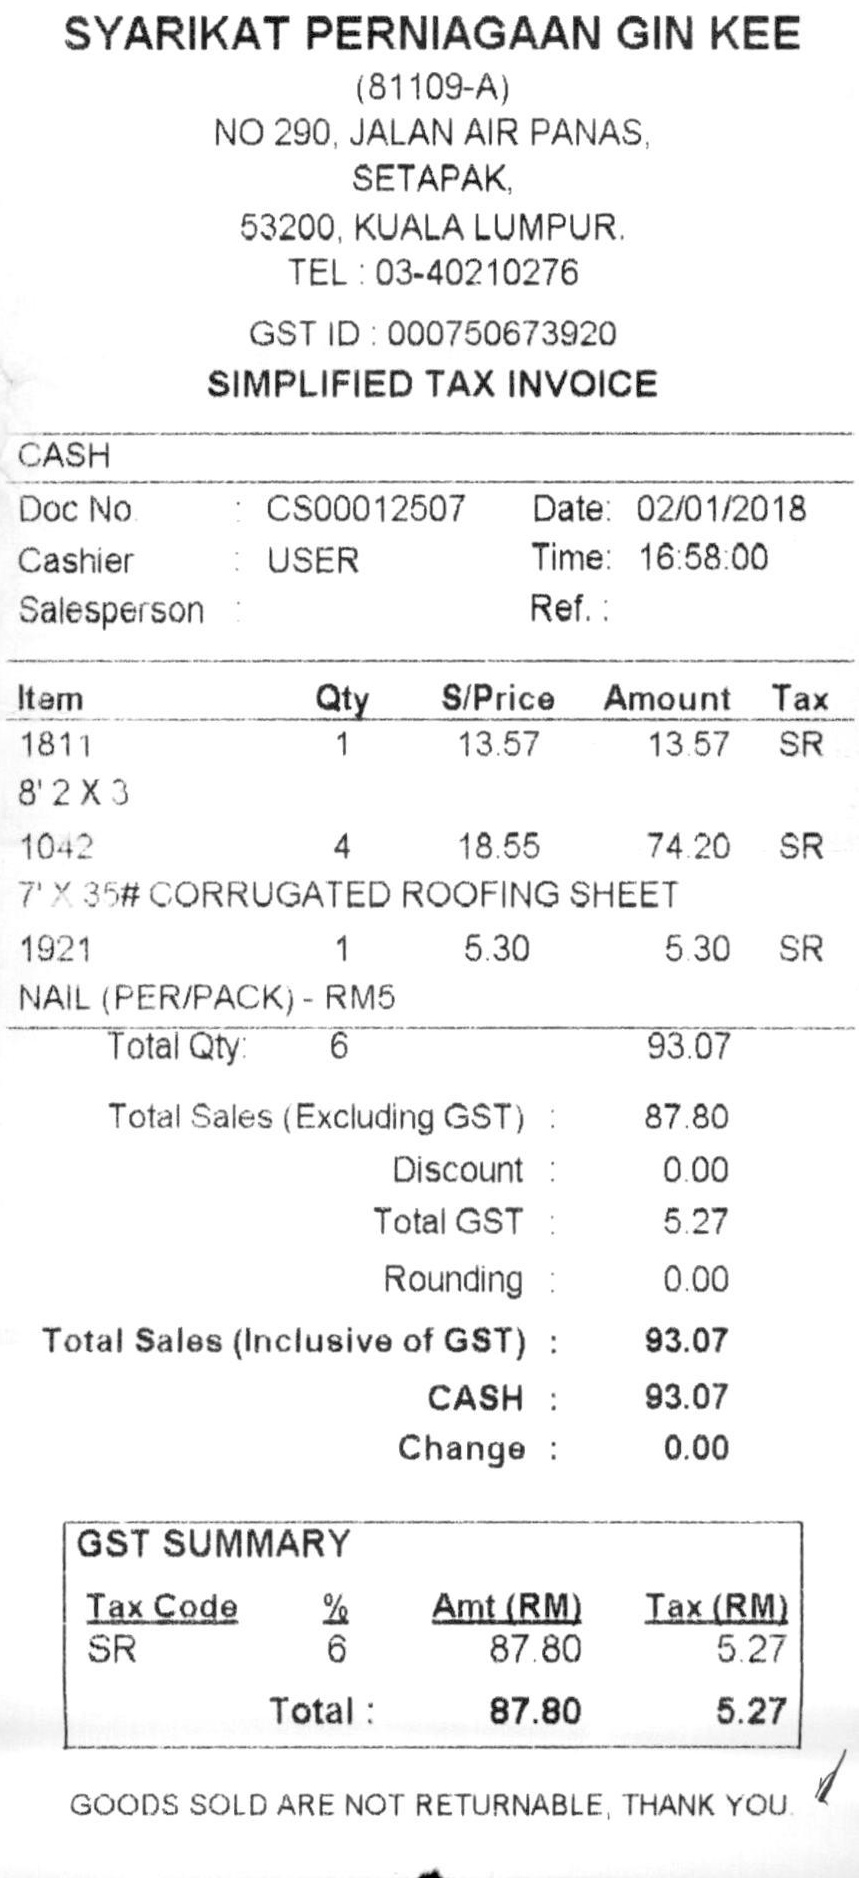 SYARIKAT PERNIAGAAN GIN KEE
(81109-A)
NO 290, JALAN AIR PANAS,
SETAPAK,
53200, KUALA LUMPUR.
TEL : 03-40210276
GST ID : 000750673920
SIMPLIFIED TAX INVOICE
CASH
Doc No. : CS00012507 Date: 02/01/2018
Cashier : USER Time: 16:58:00
Salesperson : Ref. :
Item Qty S/Price Amount Tax
1811 1 13.57 13.57 SR
8' 2 X 3
1042 4 18.55 74.20 SR
7' X 35# CORRUGATED ROOFING SHEET
1921 1 5.30 5.30 SR
NAIL (PER/PACK) - RM5
Total Qty: 6 93.07
Total Sales (Excluding GST) : 87.80
Discount : 0.00
Total GST : 5.27
Rounding : 0.00
Total Sales (Inclusive of GST) : 93.07
CASH : 93.07
Change : 0.00
GST SUMMARY
Tax Code % Amt (RM) Tax (RM)
SR 6 87.80 5.27
Total : 87.80 5.27
GOODS SOLD ARE NOT RETURNABLE, THANK YOU.